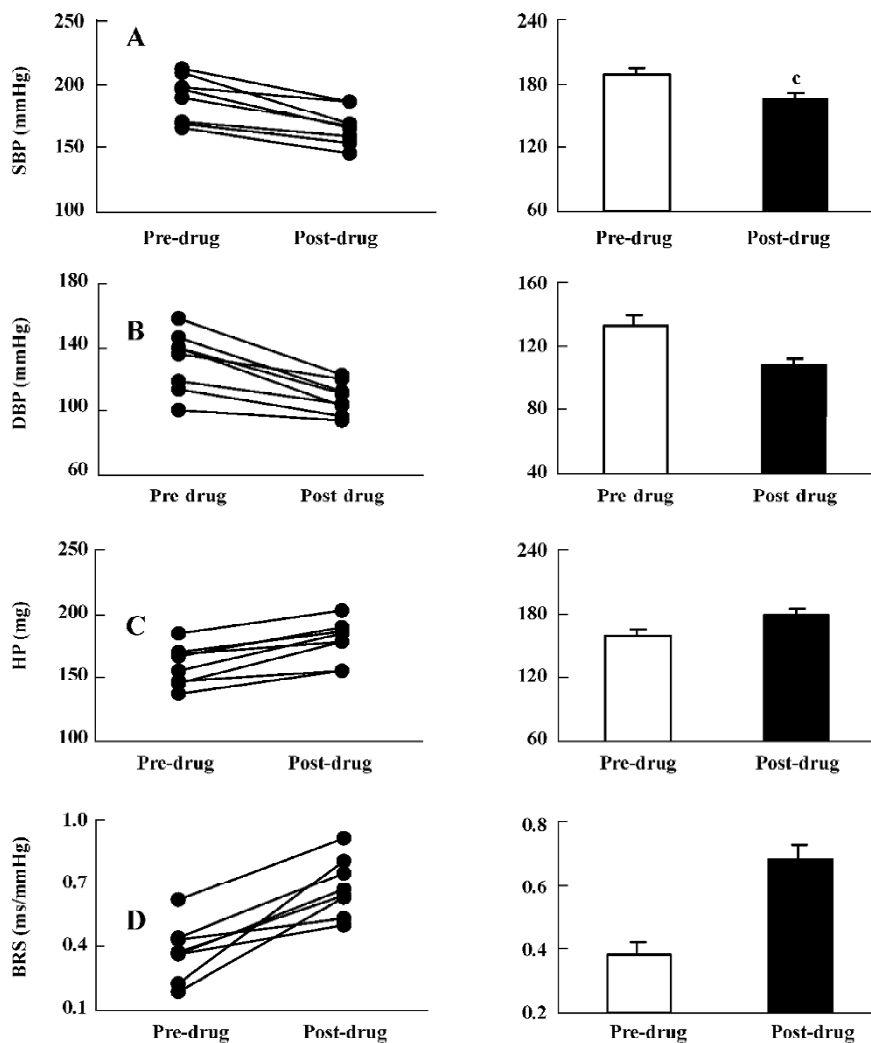 250
200
150
100
SBP (mmHg)
A
Pre-drug Post-drug
240
180
120
60
c
Pre-drug Post-drug
180
140
100
60
DBP (mmHg)
B
Pre drug Post drug
160
120
80
40
Pre drug Post drug
250
200
150
100
HP (mg)
C
Pre-drug Post-drug
240
180
120
60
Pre-drug Post-drug
1.0
0.7
0.4
0.1
BRS (ms/mmHg)
D
Pre-drug Post-drug
0.8
0.6
0.4
0.2
Pre-drug Post-drug